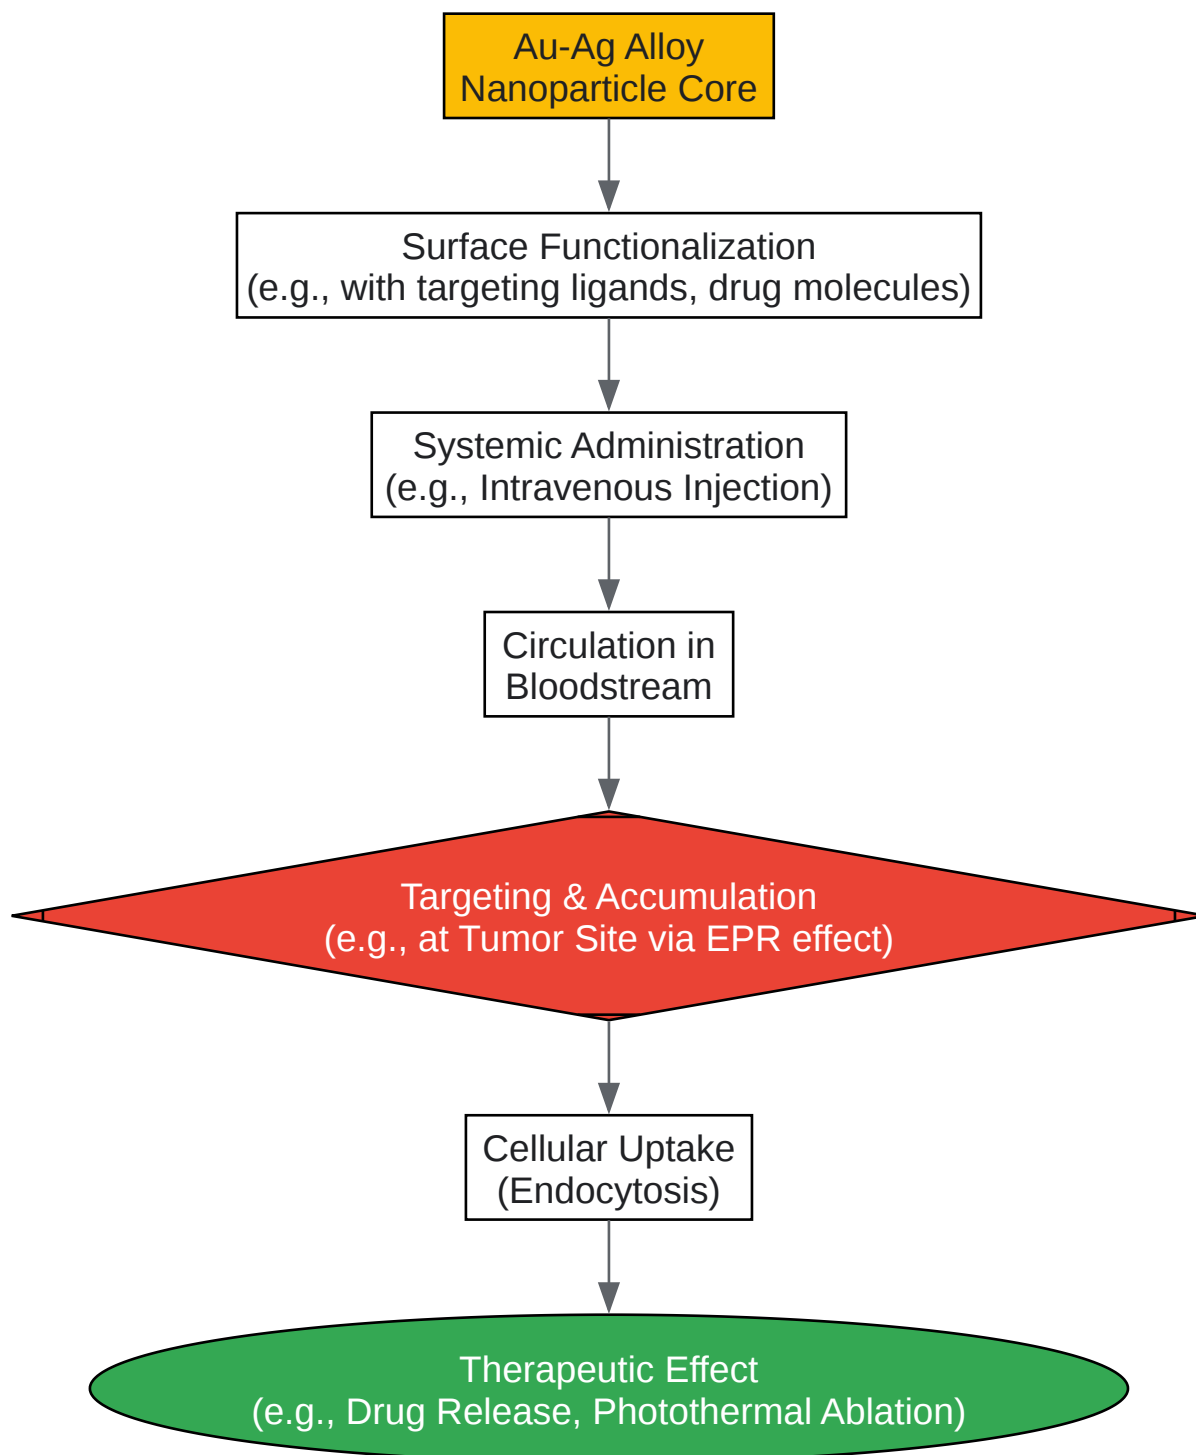 Au-Ag Alloy
Nanoparticle Core
Surface Functionalization
(e.g., with targeting ligands, drug molecules)
Systemic Administration
(e.g., Intravenous Injection)
Circulation in
Bloodstream
Targeting & Accumulation
(e.g., at Tumor Site via EPR effect)
Cellular Uptake
(Endocytosis)
Therapeutic Effect
(e.g., Drug Release, Photothermal Ablation)